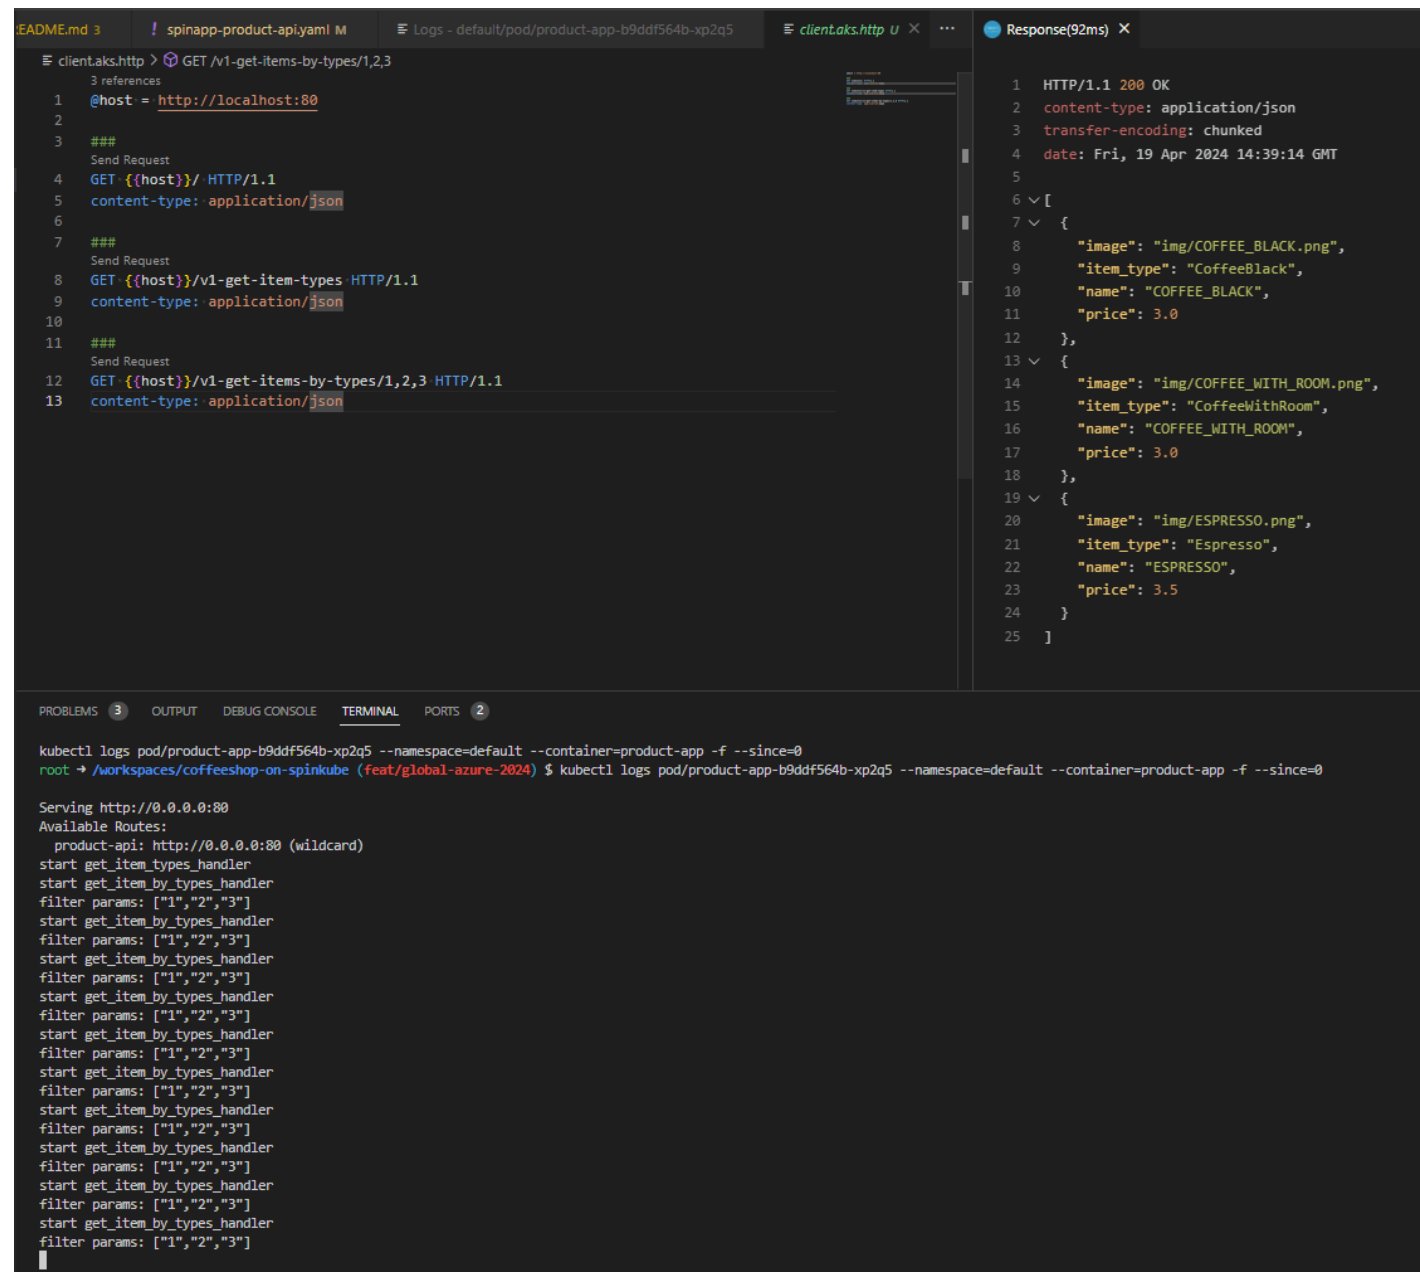 README.md 3
! spinapp-product-api.yaml M
Logs - default/pod/product-app-b9ddf564b-xp2q5
client.aks.http U
Response(92ms)
client.aks.http > GET /v1-get-items-by-types/1,2,3
3 references
1 @host = http://localhost:80
2
3 ###
Send Request
4 GET {{host}}/ HTTP/1.1
5 content-type: application/json
6
7 ###
Send Request
8 GET {{host}}/v1-get-item-types HTTP/1.1
9 content-type: application/json
10
11 ###
Send Request
12 GET {{host}}/v1-get-items-by-types/1,2,3 HTTP/1.1
13 content-type: application/json
1 HTTP/1.1 200 OK
2 content-type: application/json
3 transfer-encoding: chunked
4 date: Fri, 19 Apr 2024 14:39:14 GMT
5
6 [
7 {
8 "image": "img/COFFEE_BLACK.png",
9 "item_type": "CoffeeBlack",
10 "name": "COFFEE_BLACK",
11 "price": 3.0
12 },
13 {
14 "image": "img/COFFEE_WITH_ROOM.png",
15 "item_type": "CoffeeWithRoom",
16 "name": "COFFEE_WITH_ROOM",
17 "price": 3.0
18 },
19 {
20 "image": "img/ESPRESSO.png",
21 "item_type": "Espresso",
22 "name": "ESPRESSO",
23 "price": 3.5
24 }
25 ]
PROBLEMS 3 OUTPUT DEBUG CONSOLE TERMINAL PORTS 2
kubectl logs pod/product-app-b9ddf564b-xp2q5 --namespace=default --container=product-app -f --since=0
root ➜ /workspaces/coffeeshop-on-spinkube (feat/global-azure-2024) $ kubectl logs pod/product-app-b9ddf564b-xp2q5 --namespace=default --container=product-app -f --since=0
Serving http://0.0.0.0:80
Available Routes:
product-api: http://0.0.0.0:80 (wildcard)
start get_item_types_handler
start get_item_by_types_handler
filter params: ["1","2","3"]
start get_item_by_types_handler
filter params: ["1","2","3"]
start get_item_by_types_handler
filter params: ["1","2","3"]
start get_item_by_types_handler
filter params: ["1","2","3"]
start get_item_by_types_handler
filter params: ["1","2","3"]
start get_item_by_types_handler
filter params: ["1","2","3"]
start get_item_by_types_handler
filter params: ["1","2","3"]
start get_item_by_types_handler
filter params: ["1","2","3"]
start get_item_by_types_handler
filter params: ["1","2","3"]
start get_item_by_types_handler
filter params: ["1","2","3"]